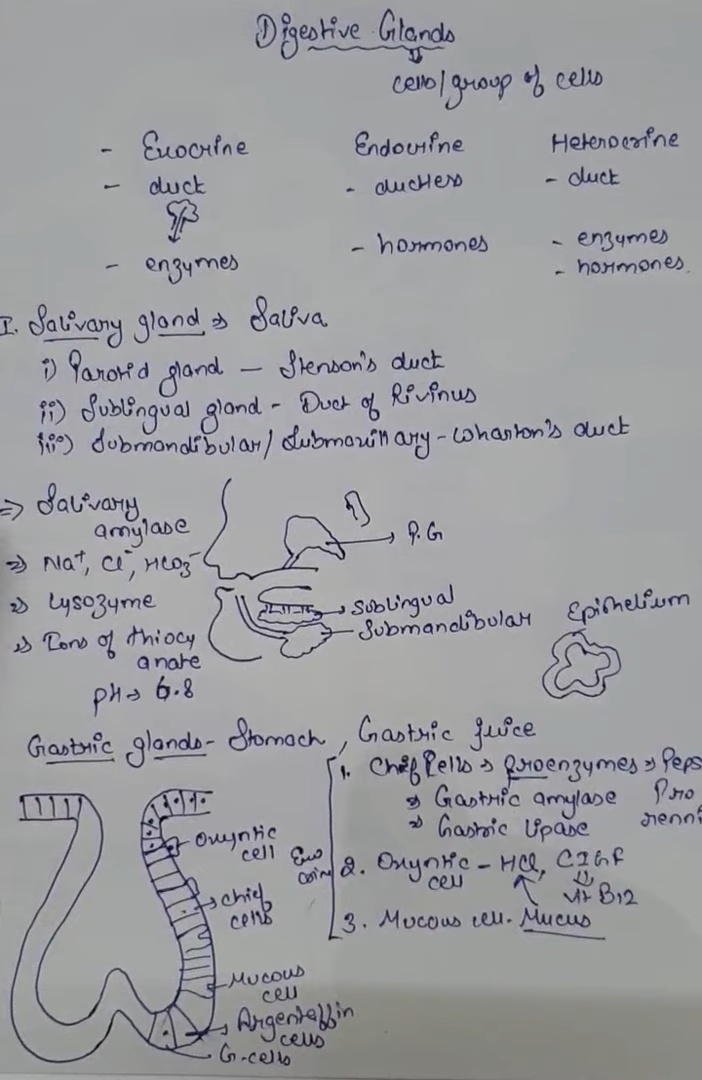 Digestive Glands
cells/group of cells
- Exocrine Endocrine Heterocrine
- duct - ductless - duct
- enzymes - hormones - enzymes
- hormones.
I. Salivary gland ⇒ Saliva
i) Parotid gland - Stenson's duct
ii) Sublingual gland - Duct of Rivinus
iii) Submandibular/Submaxillary - Wharton's duct
⇒ Salivary
amylase
⇒ Na⁺, Cl⁻, HCO₃⁻
⇒ Lysozyme
⇒ Ions of thiocy
anate
pH → 6.8
P.G
Sublingual
Submandibular
Epithelium
Gastric glands - Stomach, Gastric juice
1. Chief cells → Proenzymes → Peps
⇒ Gastric amylase Pro
⇒ Gastric lipase renni
Exo
crine
2. Oxyntic - HCl, CIGF
cell
Vit B12
3. Mucous cell - Mucus
Oxyntic
cell
chief
cells
Mucous
cell
Argentaffin
cells
G-cells